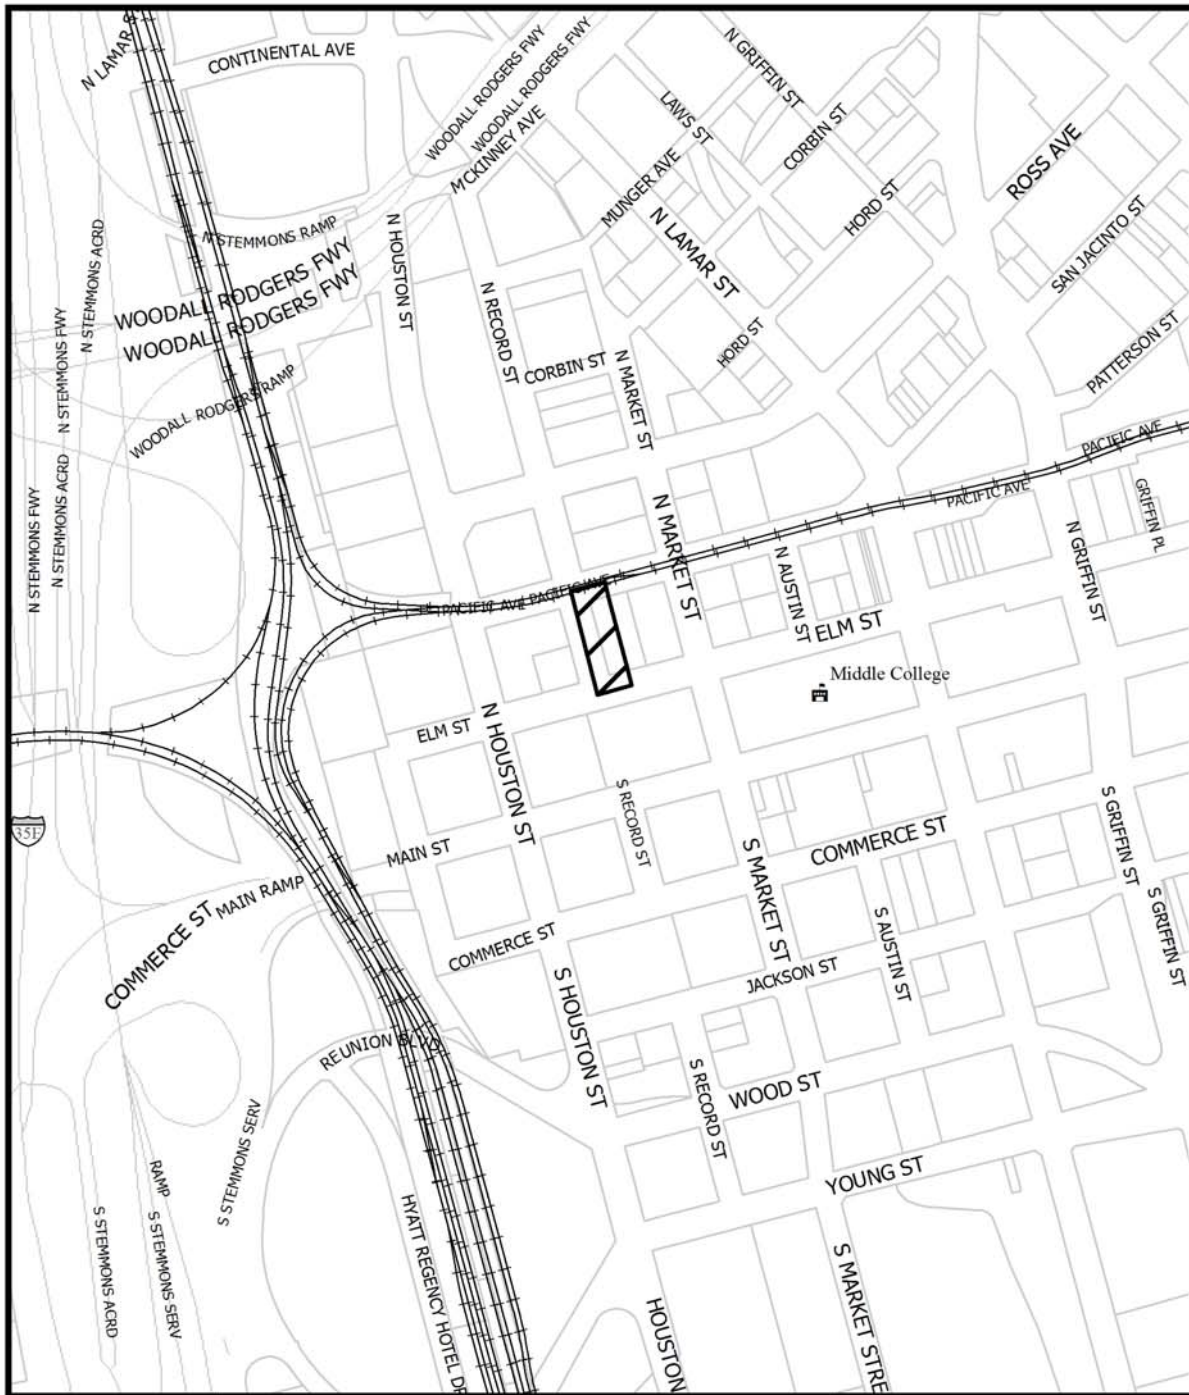 N LAMAR S
CONTINENTAL AVE
WOODALL RODGERS FWY
WOODALL RODGERS FWY
MCKINNEY AVE
N GRIFFIN ST
LAWS ST
CORBIN ST
MUNGER AVE
HORD ST
ROSS AVE
SAN JACINTO ST
PATTERSON ST
N LAMAR ST
HORD ST
N STEMMONS ACRD
N STEMMONS RAMP
N HOUSTON ST
WOODALL RODGERS FWY
WOODALL RODGERS FWY
N STEMMONS FWY
N RECORD ST
CORBIN ST
N MARKET ST
WOODALL RODGERS RAMP
PACIFIC AVE
PACIFIC AVE
GRIFFIN PL
N STEMMONS FWY
N STEMMONS ACRD
N MARKET ST
N GRIFFIN ST
N AUSTIN ST
PACIFIC AVE
PACIFIC AVE
ELM ST
Middle College
N HOUSTON ST
ELM ST
S RECORD ST
35E
MAIN ST
COMMERCE ST
S GRIFFIN ST
S MARKET ST
MAIN RAMP
COMMERCE ST
S GRIFFIN ST
S AUSTIN ST
COMMERCE ST
JACKSON ST
S HOUSTON ST
REUNION BLVD
S RECORD ST
WOOD ST
S STEMMONS SERV
YOUNG ST
RAMP
S STEMMONS ACRD
S STEMMONS SERV
HYATT REGENCY HOTEL DR
S MARKET STRE
HOUSTON